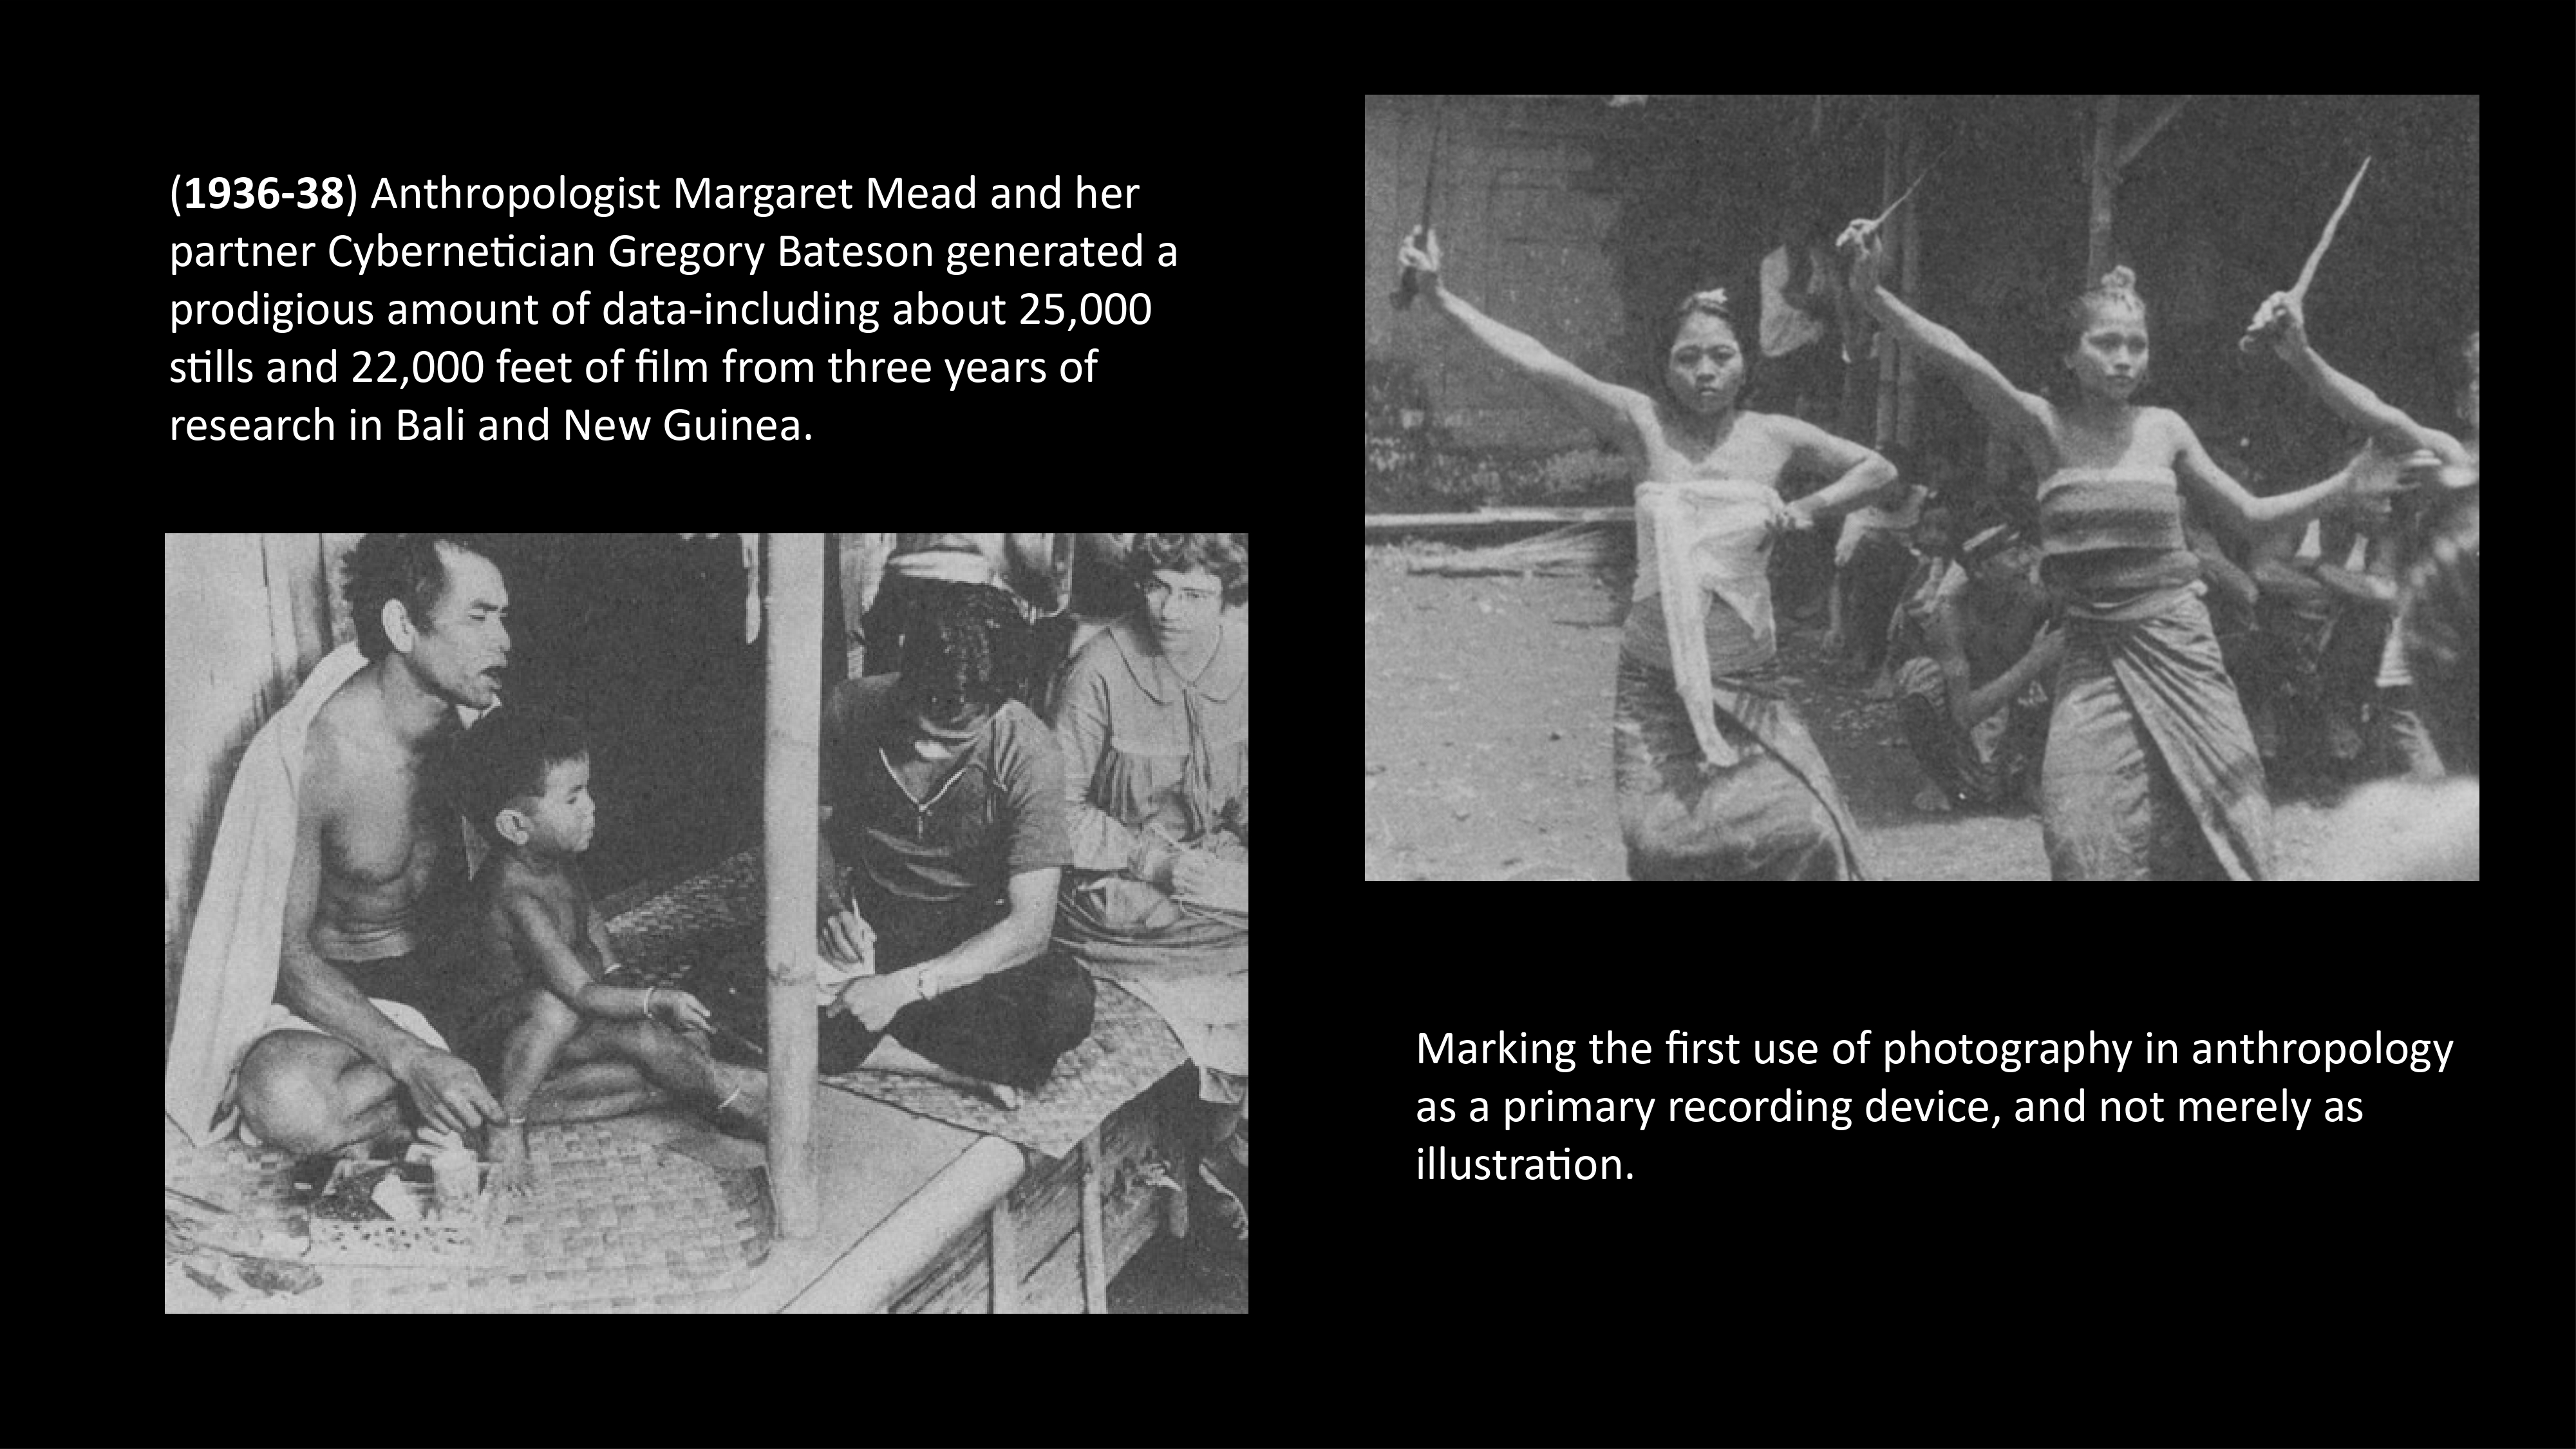 (1936-38) Anthropologist Margaret Mead and her
partner Cybernetician Gregory Bateson generated a
prodigious amount of data-including about 25,000
stills and 22,000 feet of film from three years of
research in Bali and New Guinea.
Marking the first use of photography in anthropology
as a primary recording device, and not merely as
illustration.